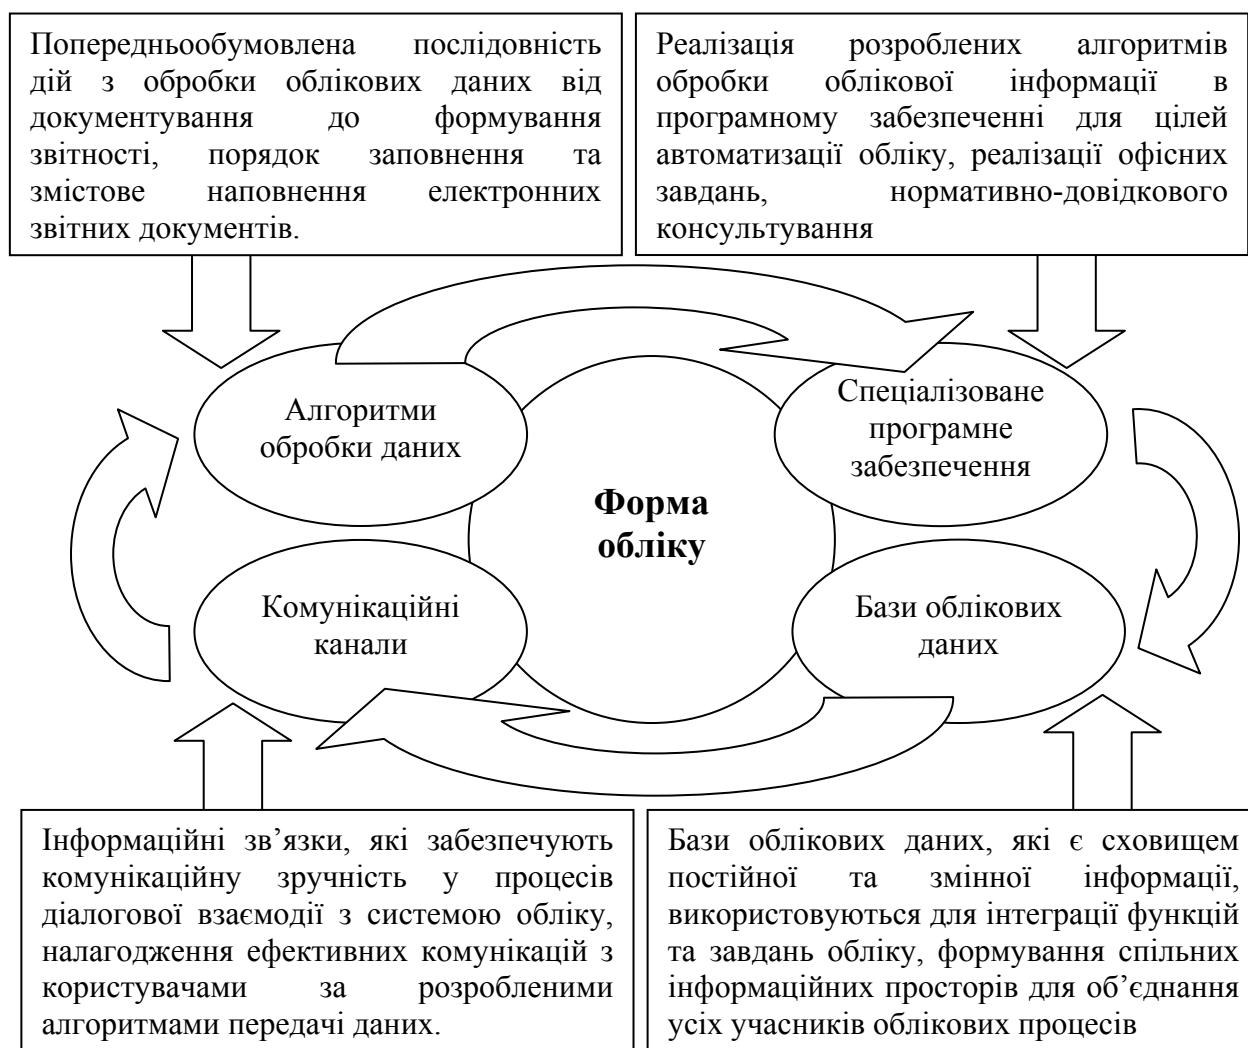 Попередньообумовлена послідовність
дій з обробки облікових даних від
документування до формування
звітності, порядок заповнення та
змістове наповнення електронних
звітних документів.
Реалізація розроблених алгоритмів
обробки облікової інформації в
програмному забезпеченні для цілей
автоматизації обліку, реалізації офісних
завдань, нормативно-довідкового
консультування
Алгоритми
обробки даних
Спеціалізоване
програмне
забезпечення
Форма
обліку
Комунікаційні
канали
Бази облікових
даних
Інформаційні зв’язки, які забезпечують
комунікаційну зручність у процесів
діалогової взаємодії з системою обліку,
налагодження ефективних комунікацій з
користувачами за розробленими
алгоритмами передачі даних.
Бази облікових даних, які є сховищем
постійної та змінної інформації,
використовуються для інтеграції функцій
та завдань обліку, формування спільних
інформаційних просторів для об’єднання
усіх учасників облікових процесів